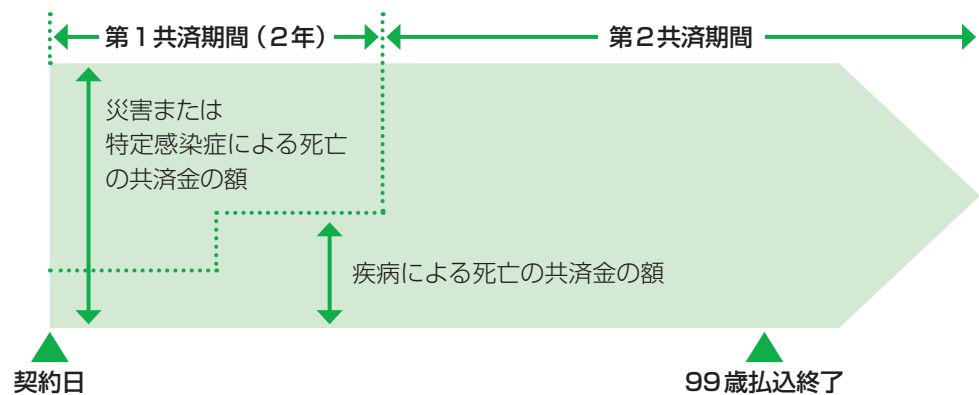 第1共済期間(2年)
第2共済期間
災害または
特定感染症による死亡
の共済金の額
疾病による死亡の共済金の額
契約日
99歳払込終了